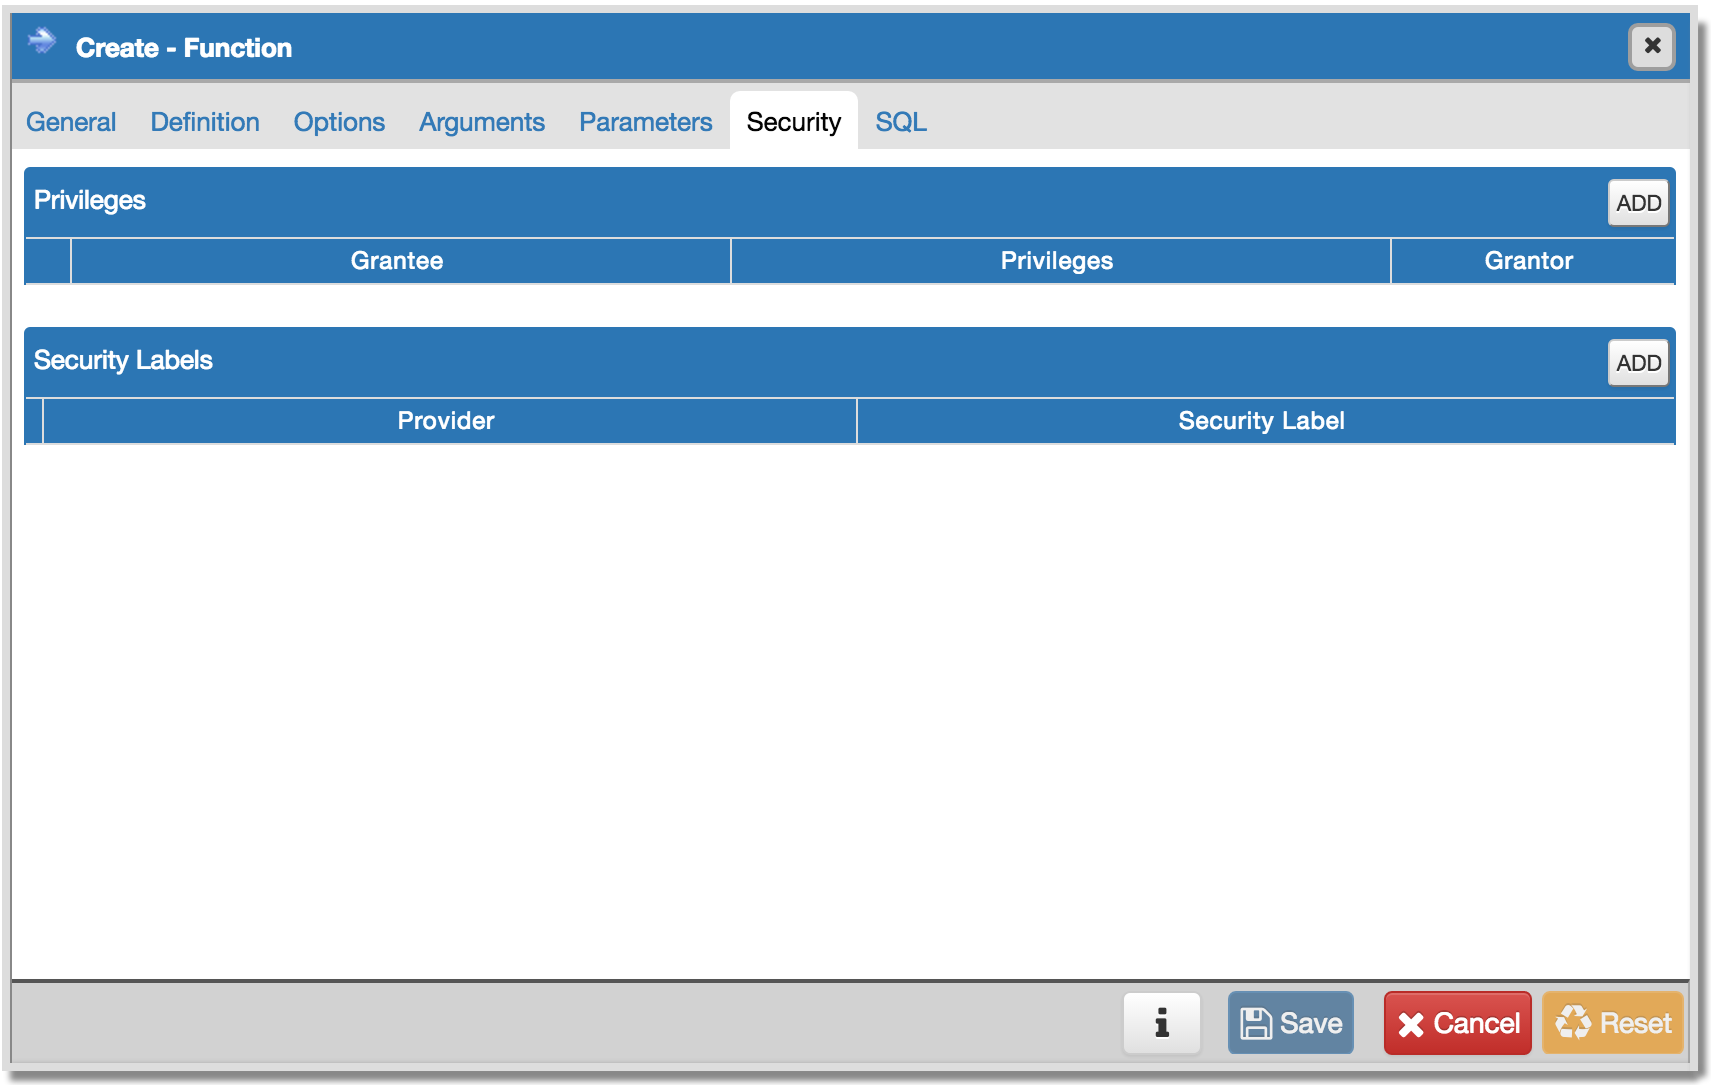 Create - Function
General Definition Options Arguments Parameters Security SQL
Privileges ADD
Grantee Privileges Grantor
Security Labels ADD
Provider Security Label
Save Cancel Reset